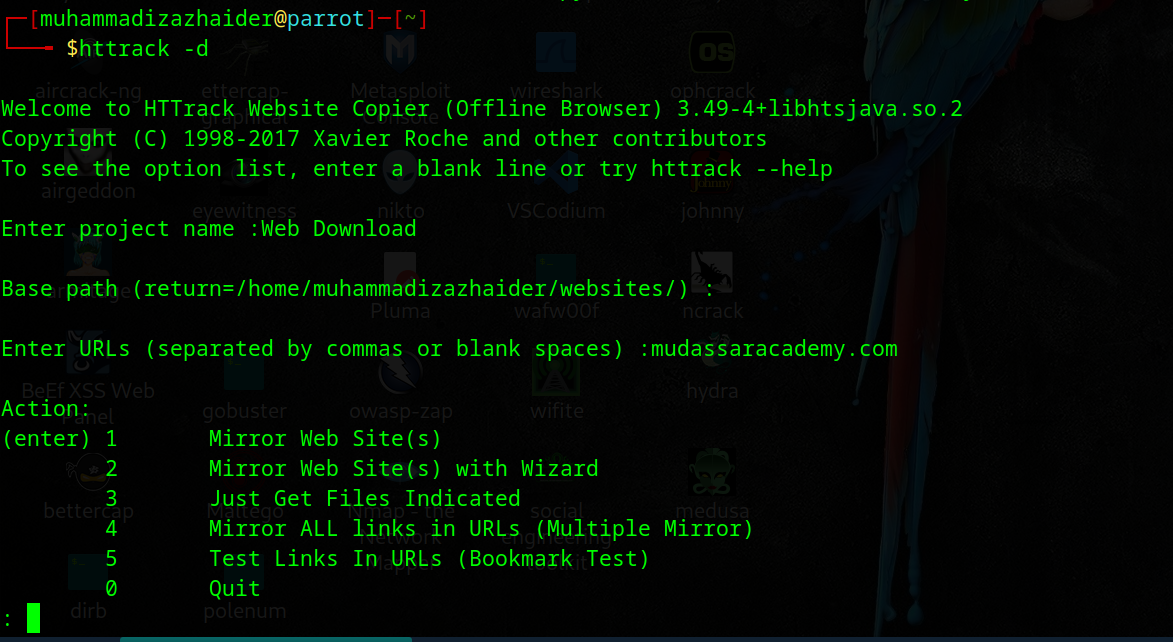 [muhammadizazhaider@parrot]─[~]
$httrack -d
Welcome to HTTrack Website Copier (Offline Browser) 3.49-4+libhtsjava.so.2
Copyright (C) 1998-2017 Xavier Roche and other contributors
To see the option list, enter a blank line or try httrack --help
Enter project name :Web Download
Base path (return=/home/muhammadizazhaider/websites/) :
Enter URLs (separated by commas or blank spaces) :mudassaracademy.com
Action:
(enter) 1 Mirror Web Site(s)
2 Mirror Web Site(s) with Wizard
3 Just Get Files Indicated
4 Mirror ALL links in URLs (Multiple Mirror)
5 Test Links In URLs (Bookmark Test)
0 Quit
:
aircrack-ng
ettercap-graphical
Metasploit Console
wireshark
ophcrack
airgeddon
eyewitness
nikto
VSCodium
johnny
Pluma
wafw00f
ncrack
BeEF XSS Web Panel
gobuster
owasp-zap
wifite
hydra
bettercap
Maltego
Nmap - the Network Mapper
social engineering toolkit
medusa
dirb
polenum